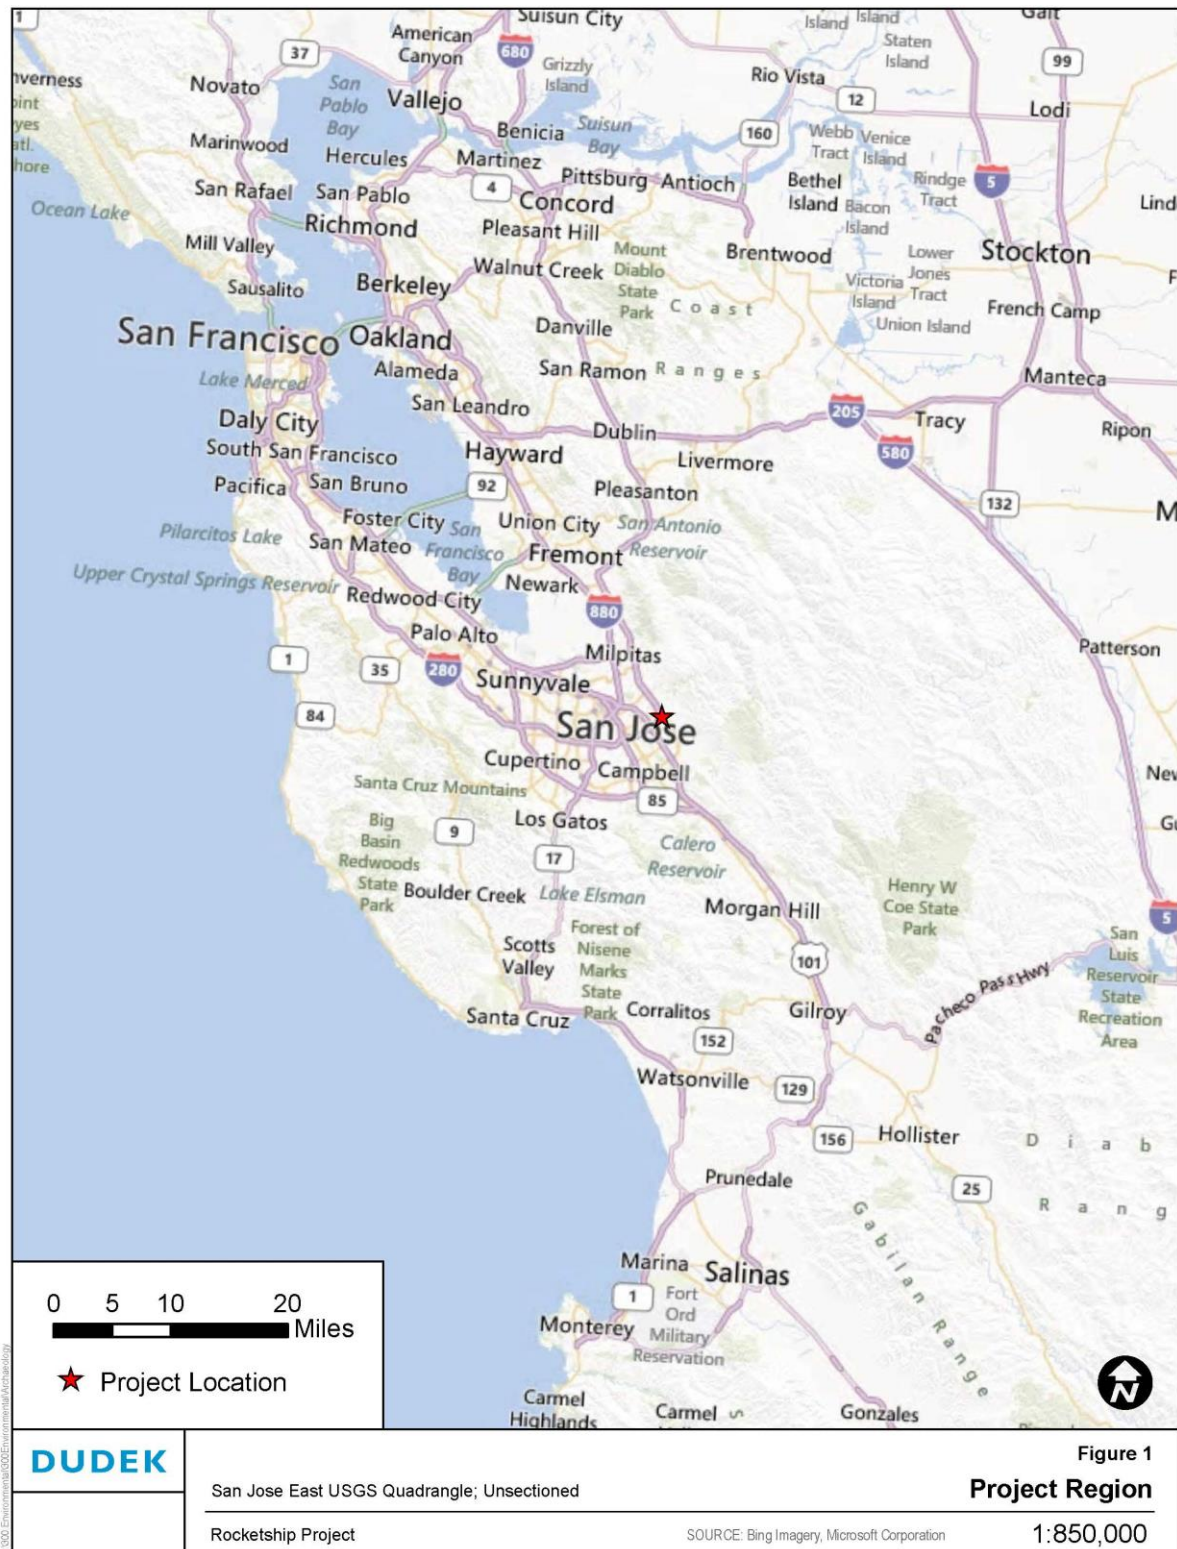 1
37
American
Canyon
Suisun City
680
Grizzly
Island
Island
Island
Staten
Island
Galt
99
nverness
oint
yes
atl.
hore
Novato
San
Pablo
Bay
Vallejo
Rio Vista
12
Lodi
Marinwood
Hercules
Benicia
Suisun
Bay
160
Webb
Tract
Venice
Island
Martinez
San Rafael
San Pablo
4
Pittsburg
Antioch
Bethel
Island
Rindge
Tract
5
Lind
Ocean Lake
Richmond
Concord
Bacon
Island
Mill Valley
Pleasant Hill
Mount
Diablo
State
Park
Brentwood
Lower
Jones
Tract
Stockton
Walnut Creek
Sausalito
Berkeley
Victoria
Island
F
Coast
Ranges
Union Island
French Camp
San Francisco
Oakland
Danville
Lake Merced
Alameda
San Ramon
Manteca
San Leandro
205
Tracy
Daly City
Dublin
Ripon
South San Francisco
Hayward
Livermore
580
Pacifica
San Bruno
92
Pleasanton
132
M
Foster City
San
Francisco
Bay
Union City
San Antonio
Reservoir
Pilarcitos Lake
San Mateo
Fremont
Upper Crystal Springs Reservoir
Redwood City
Newark
880
Palo Alto
Milpitas
Patterson
1
35
280
Sunnyvale
84
San Jose
Cupertino
Campbell
New
Santa Cruz Mountains
85
Big
Basin
Redwoods
State
Park
9
Los Gatos
Gu
17
Calero
Reservoir
Boulder Creek
Lake Elsman
Morgan Hill
Henry W
Coe State
Park
5
Scotts
Valley
Forest of
Nisene
Marks
State
Park
101
San
Luis
Reservoir
State
Recreation
Area
Pacheco Pass Hwy
Santa Cruz
Corralitos
Gilroy
152
Watsonville
129
156
Hollister
Diab
Rang
Prunedale
25
Gabilan Range
Marina
Salinas
1
Fort
Ord
Military
Reservation
Monterey
Carmel
Highlands
Carmel
S
Gonzales
0 5 10 20
Miles
Project Location
N
DUDEK
San Jose East USGS Quadrangle; Unsectioned
Rocketship Project
SOURCE: Bing Imagery, Microsoft Corporation
Figure 1
Project Region
1:850,000